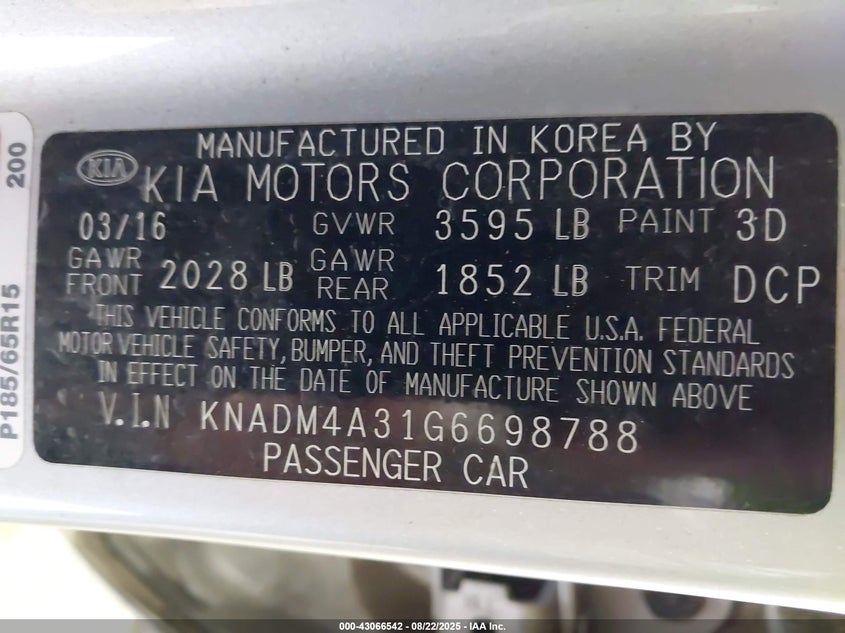 MANUFACTURED IN KOREA BY
KIA
KIA MOTORS CORPORATION
03/16 GVWR 3595 LB PAINT 3D
GAWR FRONT 2028 LB GAWR REAR 1852 LB TRIM DCP
THIS VEHICLE CONFORMS TO ALL APPLICABLE U.S.A. FEDERAL
MOTOR VEHICLE SAFETY, BUMPER, AND THEFT PREVENTION STANDARDS
IN EFFECT ON THE DATE OF MANUFACTURE SHOWN ABOVE
V.I.N KNADM4A31G6698788
PASSENGER CAR
P185/65R15
200
000-43066542 - 08/22/2025 - IAA Inc.